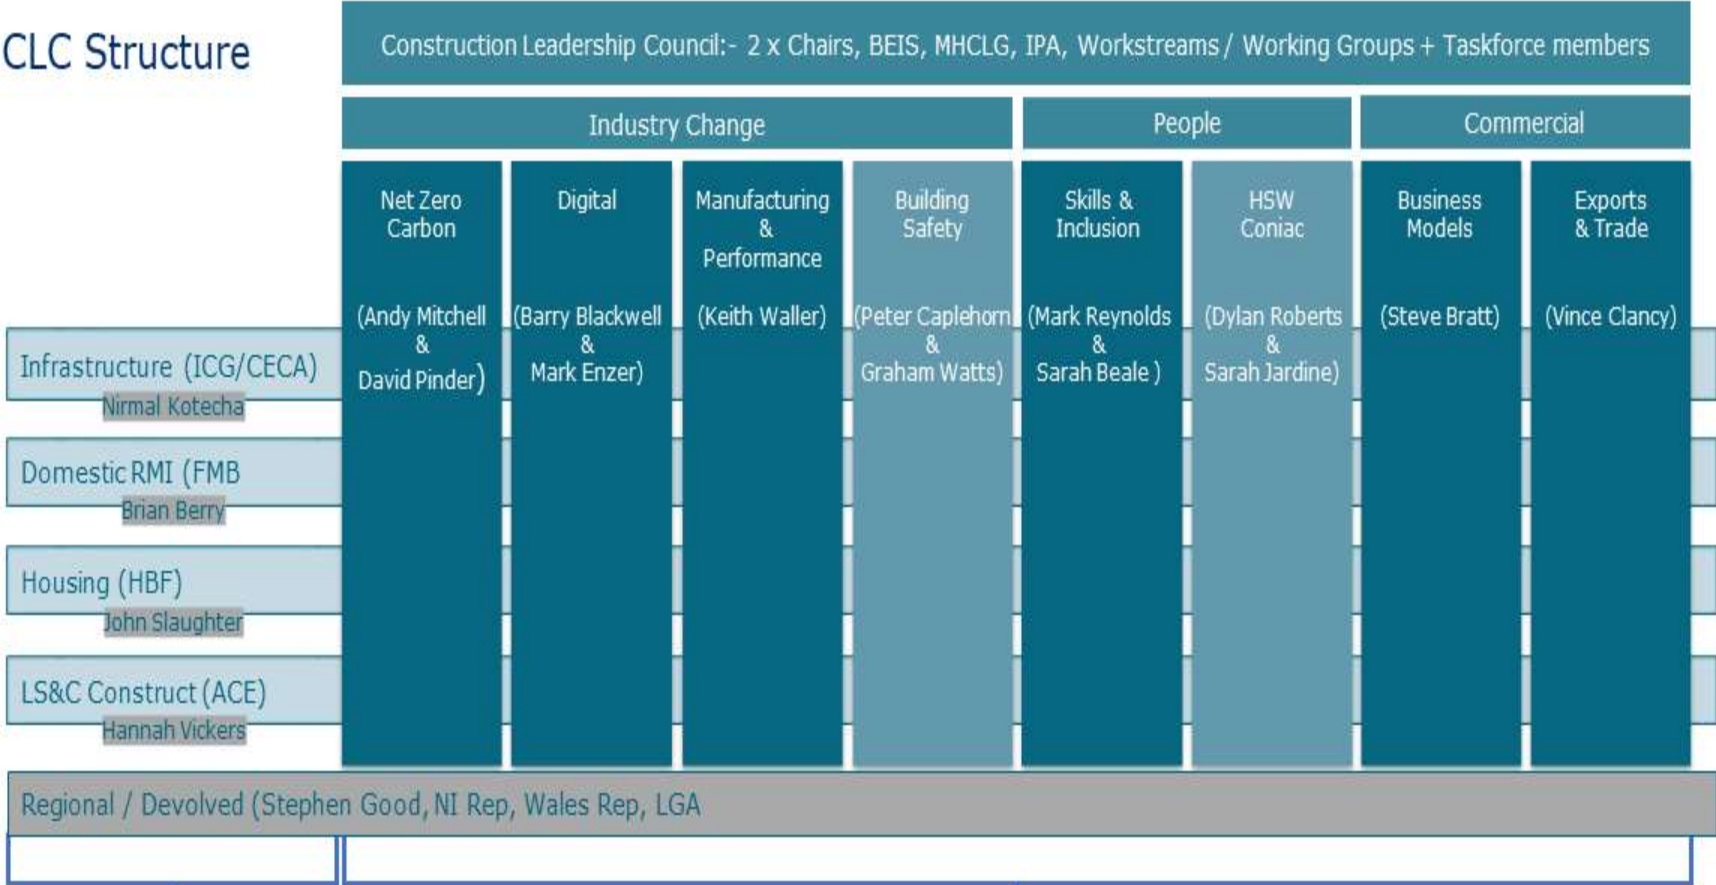 CLC Structure
Construction Leadership Council:- 2 x Chairs, BEIS, MHCLG, IPA, Workstreams / Working Groups + Taskforce members
Industry Change
People
Commercial
Net Zero
Carbon
(Andy Mitchell
&
David Pinder)
Digital
(Barry Blackwell
&
Mark Enzer)
Manufacturing
&
Performance
(Keith Waller)
Building
Safety
(Peter Caplehorn
&
Graham Watts)
Skills &
Inclusion
(Mark Reynolds
&
Sarah Beale )
HSW
Coniac
(Dylan Roberts
&
Sarah Jardine)
Business
Models
(Steve Bratt)
Exports
& Trade
(Vince Clancy)
Infrastructure (ICG/CECA)
Nirmal Kotecha
Domestic RMI (FMB
Brian Berry
Housing (HBF)
John Slaughter
LS&C Construct (ACE)
Hannah Vickers
Regional / Devolved (Stephen Good, NI Rep, Wales Rep, LGA